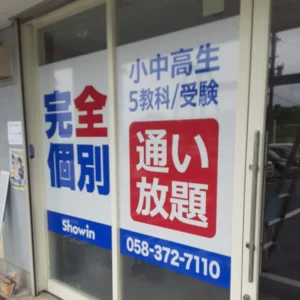 完全
個別
Showin
小中高生
5教科/受験
通い
放題
058-372-7110